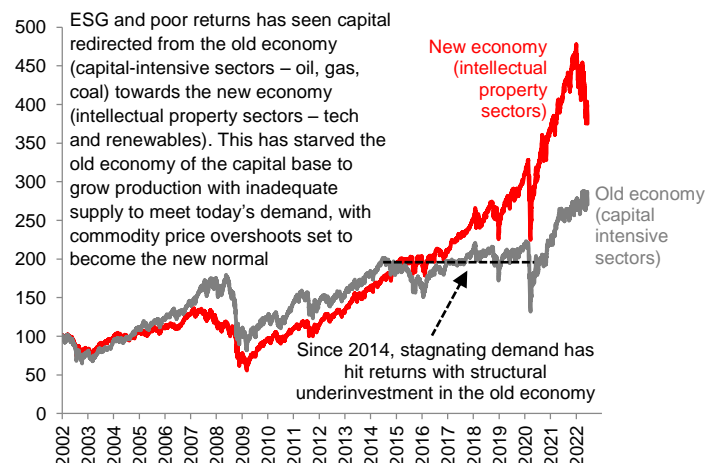 ESG and poor returns has seen capital
redirected from the old economy
(capital-intensive sectors – oil, gas,
coal) towards the new economy
(intellectual property sectors – tech
and renewables). This has starved the
old economy of the capital base to
grow production with inadequate
supply to meet today's demand, with
commodity price overshoots set to
become the new normal
New economy
(intellectual
property
sectors)
Old economy
(capital
intensive
sectors)
Since 2014, stagnating demand has
hit returns with structural
underinvestment in the old economy
500
450
400
350
300
250
200
150
100
50
0
2002
2003
2004
2005
2006
2007
2008
2009
2010
2011
2012
2013
2014
2015
2016
2017
2018
2019
2020
2021
2022